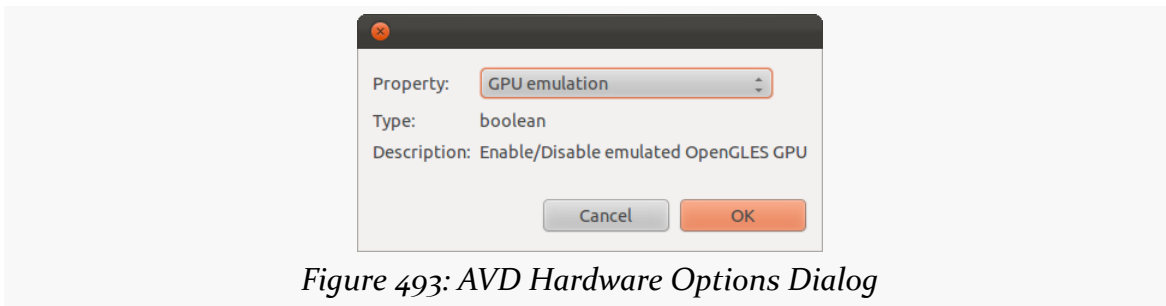 Property: GPU emulation
Type: boolean
Description: Enable/Disable emulated OpenGLES GPU
Cancel OK
Figure 493: AVD Hardware Options Dialog